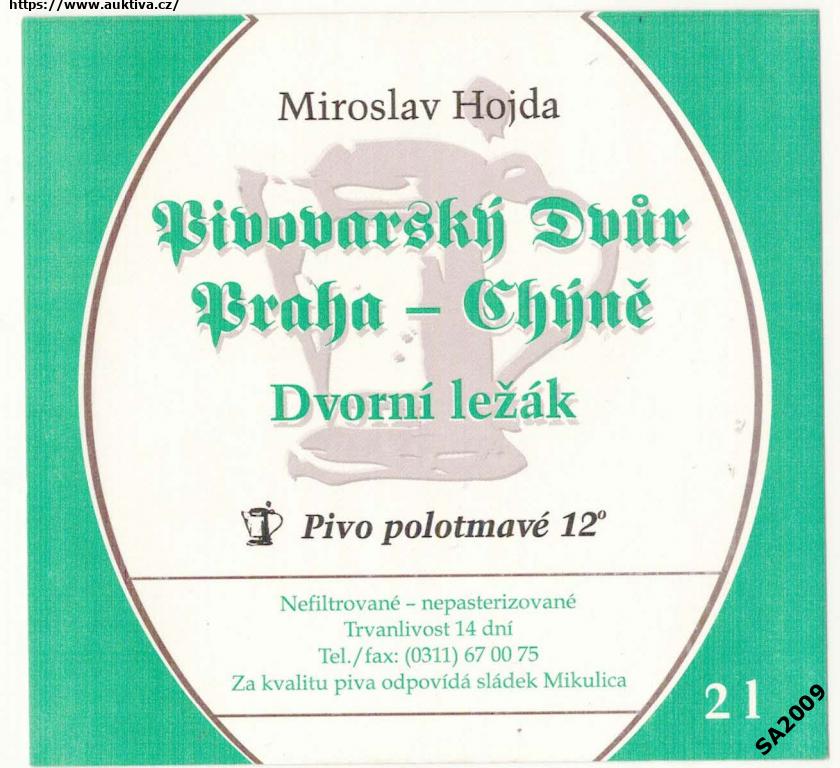 https://www.auktiva.cz/
Miroslav Hojda
Pivovarský Dvůr
Praha – Chýně
Dvorní ležák
Pivo polotmavé 12°
Nefiltrované – nepasterizované
Trvanlivost 14 dní
Tel./fax: (0311) 67 00 75
Za kvalitu piva odpovídá sládek Mikulica
2 l
SA2009